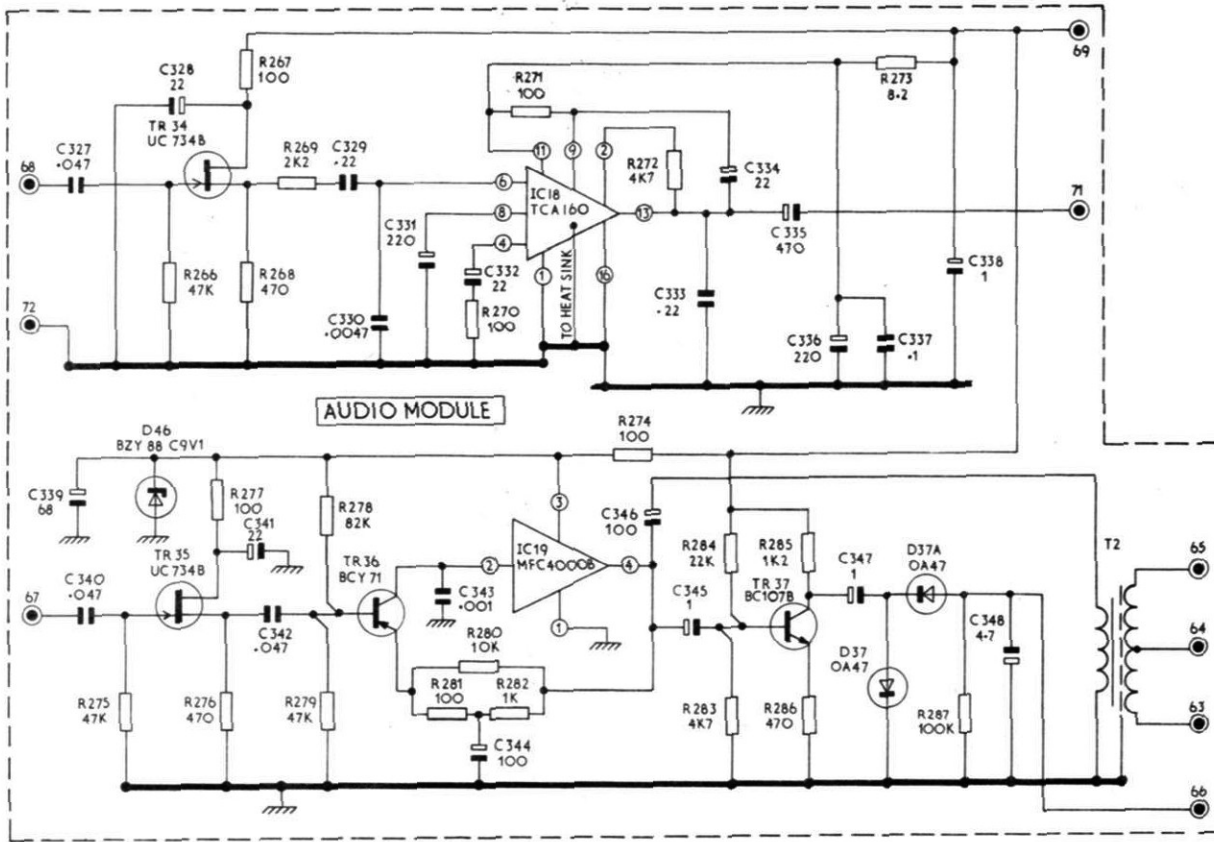 69
R267
100
C328
22
TR 34
UC 734B
C327
·047
68
R269
2K2
C329
·22
R271
100
R273
8·2
11
9
2
R272
4K7
C334
22
6
8
4
1
16
13
IC18
TCA160
C335
470
71
C331
220
C332
22
R270
100
TO HEAT SINK
C333
·22
C338
1
R266
47K
R268
470
72
C330
·0047
C336
220
C337
·1
AUDIO MODULE
R274
100
D46
BZY 88 C9V1
C339
68
R277
100
C341
22
R278
82K
3
IC19
MFC4000B
2
4
1
C346
100
TR35
UC734B
TR36
BCY 71
C340
·047
67
C342
·047
C343
·001
R284
22K
R285
1K2
TR 37
BC107B
C345
1
C347
1
D37A
OA47
T2
65
64
63
66
C348
4·7
D37
OA47
R280
10K
R281
100
R282
1K
R275
47K
R276
470
R279
47K
C344
100
R283
4K7
R286
470
R287
100K